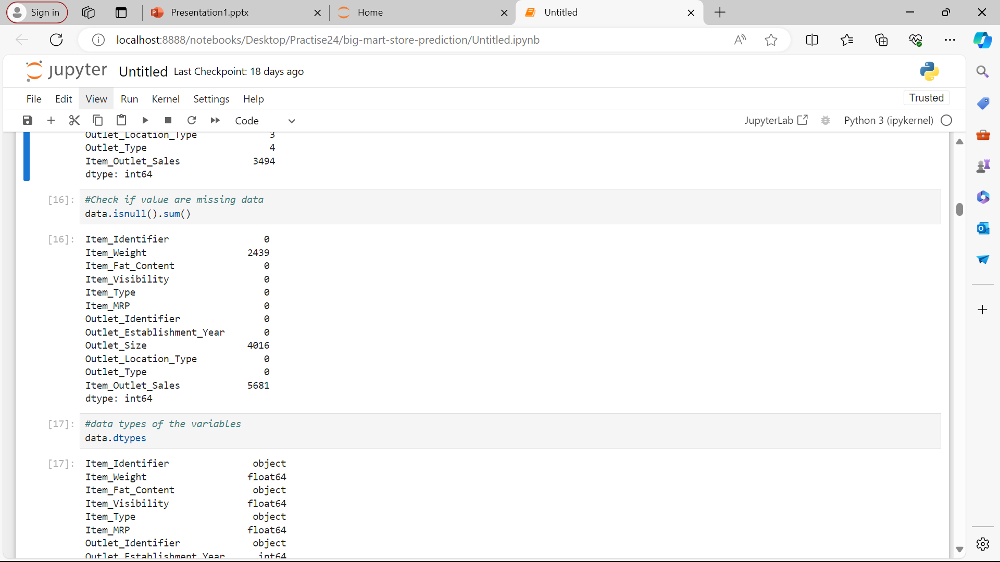 Sign in
Presentation1.pptx
Home
Untitled
localhost:8888/notebooks/Desktop/Practise24/big-mart-store-prediction/Untitled.ipynb
jupyter Untitled Last Checkpoint: 18 days ago
File Edit View Run Kernel Settings Help
Trusted
Code
JupyterLab
Python 3 (ipykernel)
Outlet_Location_Type 3
Outlet_Type 4
Item_Outlet_Sales 3494
dtype: int64
[16]: #Check if value are missing data
data.isnull().sum()
[16]: Item_Identifier 0
Item_Weight 2439
Item_Fat_Content 0
Item_Visibility 0
Item_Type 0
Item_MRP 0
Outlet_Identifier 0
Outlet_Establishment_Year 0
Outlet_Size 4016
Outlet_Location_Type 0
Outlet_Type 0
Item_Outlet_Sales 5681
dtype: int64
[17]: #data types of the variables
data.dtypes
[17]: Item_Identifier object
Item_Weight float64
Item_Fat_Content object
Item_Visibility float64
Item_Type object
Item_MRP float64
Outlet_Identifier object
Outlet_Establishment_Year int64